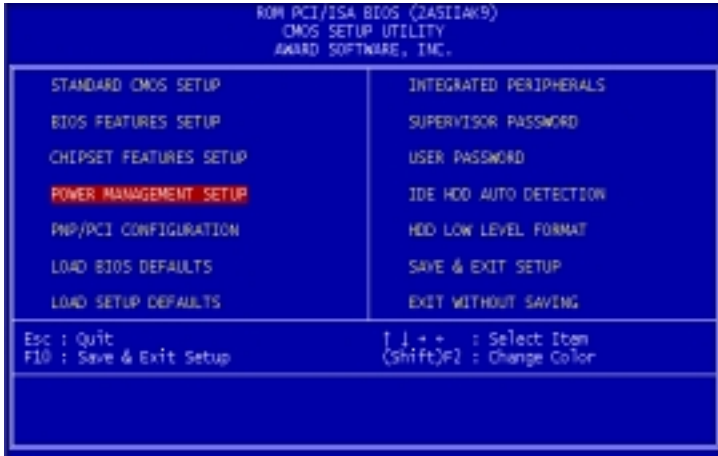 ROM PCI/ISA BIOS (2A5IIAK9)
CMOS SETUP UTILITY
AWARD SOFTWARE, INC.
STANDARD CMOS SETUP
BIOS FEATURES SETUP
CHIPSET FEATURES SETUP
POWER MANAGEMENT SETUP
PNP/PCI CONFIGURATION
LOAD BIOS DEFAULTS
LOAD SETUP DEFAULTS
INTEGRATED PERIPHERALS
SUPERVISOR PASSWORD
USER PASSWORD
IDE HDD AUTO DETECTION
HDD LOW LEVEL FORMAT
SAVE & EXIT SETUP
EXIT WITHOUT SAVING
Esc : Quit
F10 : Save & Exit Setup
↑ ↓ → ← : Select Item
(Shift)F2 : Change Color